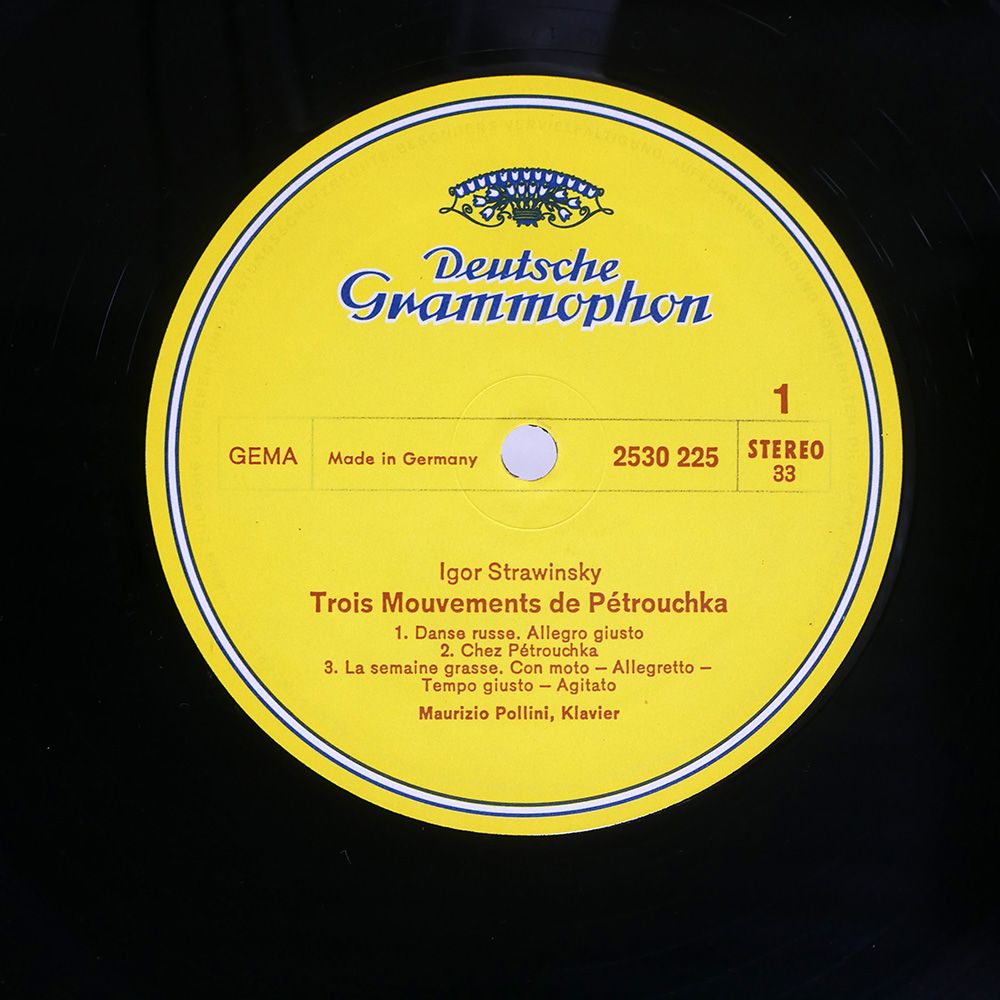 Deutsche
Grammophon
1
GEMA
Made in Germany
2530 225
STEREO
33
Igor Strawinsky
Trois Mouvements de Pétrouchka
1. Danse russe. Allegro giusto
2. Chez Pétrouchka
3. La semaine grasse. Con moto – Allegretto –
Tempo giusto – Agitato
Maurizio Pollini, Klavier